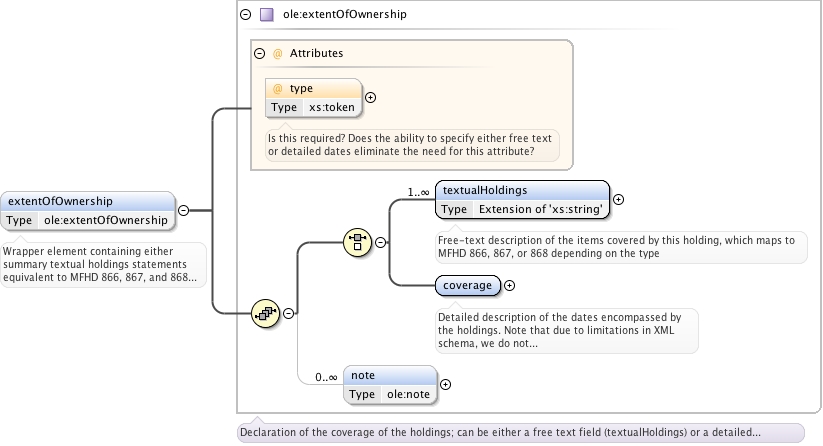 ole:extentOfOwnership
@ Attributes
@ type
Type xs:token
Is this required? Does the ability to specify either free text
or detailed dates eliminate the need for this attribute?
extentOfOwnership
Type ole:extentOfOwnership
Wrapper element containing either
summary textual holdings statements
equivalent to MFHD 866, 867, and 868...
1..∞
textualHoldings
Type Extension of 'xs:string'
Free-text description of the items covered by this holding, which maps to
MFHD 866, 867, or 868 depending on the type
coverage
Detailed description of the dates encompassed by
the holdings. Note that due to limitations in XML
schema, we do not...
0..∞
note
Type ole:note
Declaration of the coverage of the holdings; can be either a free text field (textualHoldings) or a detailed...